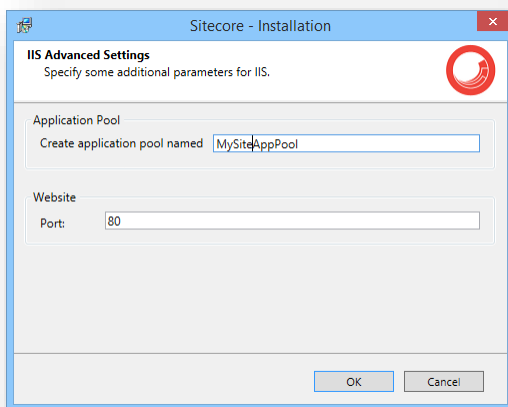 Sitecore - Installation
IIS Advanced Settings
Specify some additional parameters for IIS.
Application Pool
Create application pool named MySiteAppPool
Website
Port: 80
OK Cancel